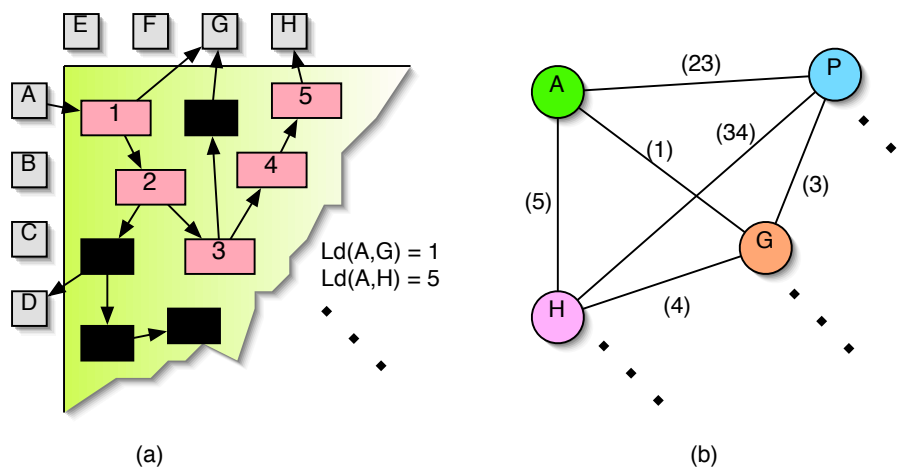 E F G H
A
B
C
D
1
2
3
4
5
Ld(A,G) = 1
Ld(A,H) = 5
(a)
A
P
G
H
(23)
(34)
(1)
(3)
(5)
(4)
(b)